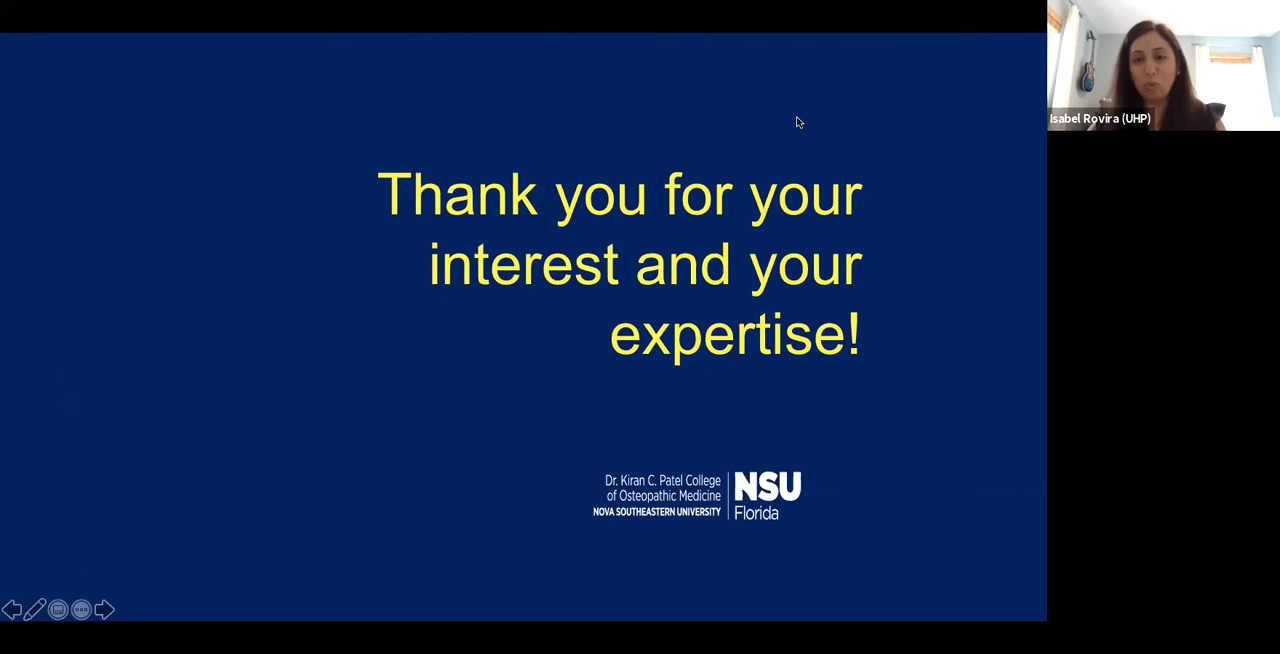 Thank you for your
interest and your
expertise!
Dr. Kiran C. Patel College
of Osteopathic Medicine
NOVA SOUTHEASTERN UNIVERSITY
NSU
Florida
Isabel Rovira (UHP)